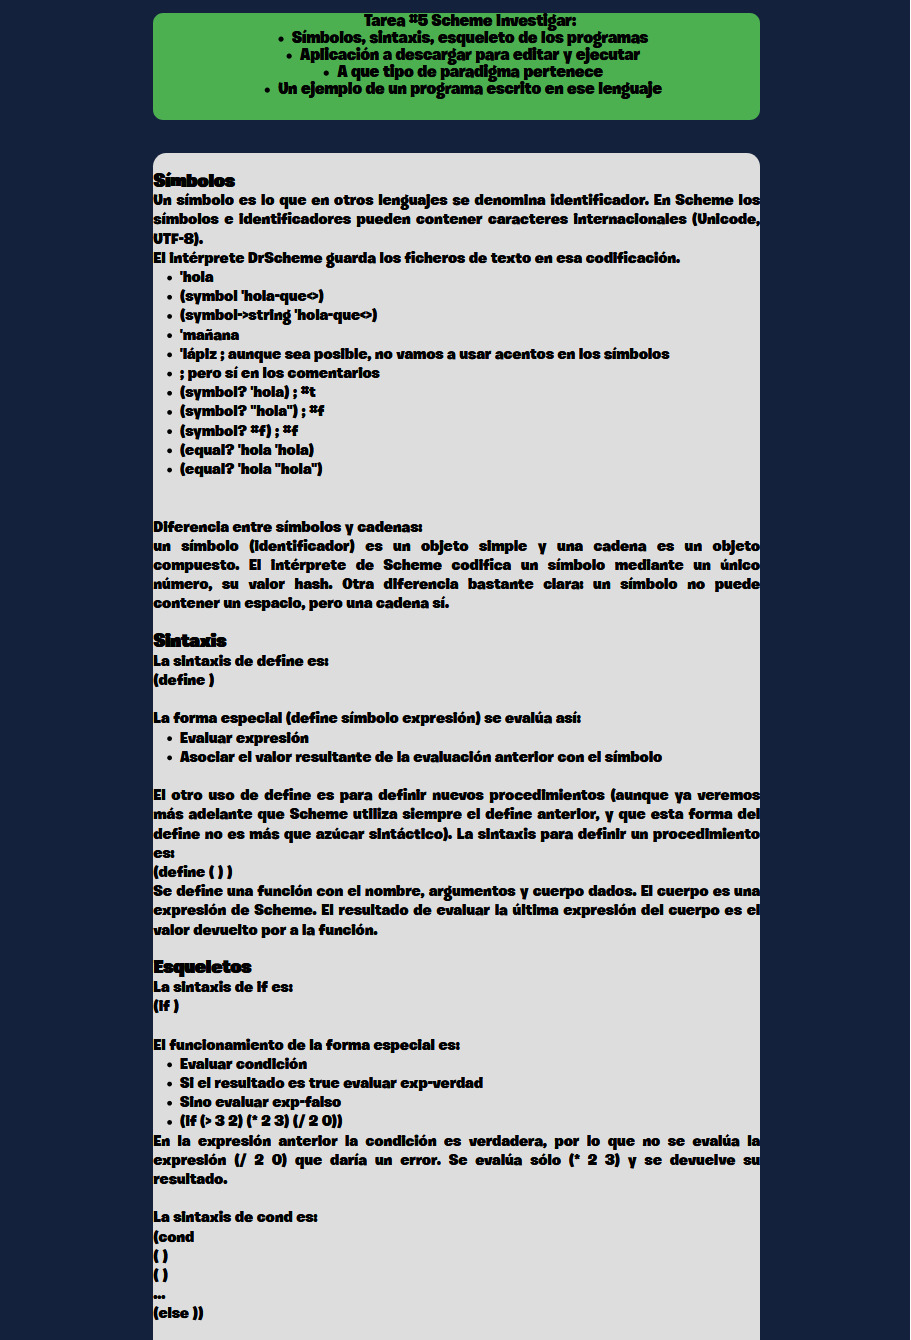 Tarea #5 Scheme Investigar:
• Símbolos, sintaxis, esqueleto de los programas
• Aplicación a descargar para editar y ejecutar
• A que tipo de paradigma pertenece
• Un ejemplo de un programa escrito en ese lenguaje
Símbolos
Un símbolo es lo que en otros lenguajes se denomina identificador. En Scheme los
símbolos e identificadores pueden contener caracteres internacionales (Unicode,
UTF-8).
El intérprete DrScheme guarda los ficheros de texto en esa codificación.
• 'hola
• (symbol 'hola-que<>)
• (symbol->string 'hola-que<>)
• 'mañana
• 'lápiz ; aunque sea posible, no vamos a usar acentos en los símbolos
• ; pero sí en los comentarios
• (symbol? 'hola) ; #t
• (symbol? "hola") ; #f
• (symbol? #f) ; #f
• (equal? 'hola 'hola)
• (equal? 'hola "hola")
Diferencia entre símbolos y cadenas:
un símbolo (identificador) es un objeto simple y una cadena es un objeto
compuesto. El intérprete de Scheme codifica un símbolo mediante un único
número, su valor hash. Otra diferencia bastante clara: un símbolo no puede
contener un espacio, pero una cadena sí.
Sintaxis
La sintaxis de define es:
(define )
La forma especial (define símbolo expresión) se evalúa así:
• Evaluar expresión
• Asociar el valor resultante de la evaluación anterior con el símbolo
El otro uso de define es para definir nuevos procedimientos (aunque ya veremos
más adelante que Scheme utiliza siempre el define anterior, y que esta forma del
define no es más que azúcar sintáctico). La sintaxis para definir un procedimiento
es:
(define ( ) )
Se define una función con el nombre, argumentos y cuerpo dados. El cuerpo es una
expresión de Scheme. El resultado de evaluar la última expresión del cuerpo es el
valor devuelto por a la función.
Esqueletos
La sintaxis de if es:
(if )
El funcionamiento de la forma especial es:
• Evaluar condición
• Si el resultado es true evaluar exp-verdad
• Sino evaluar exp-falso
• (if (> 3 2) (* 2 3) (/ 2 0))
En la expresión anterior la condición es verdadera, por lo que no se evalúa la
expresión (/ 2 0) que daría un error. Se evalúa sólo (* 2 3) y se devuelve su
resultado.
La sintaxis de cond es:
(cond
( )
( )
...
(else ))